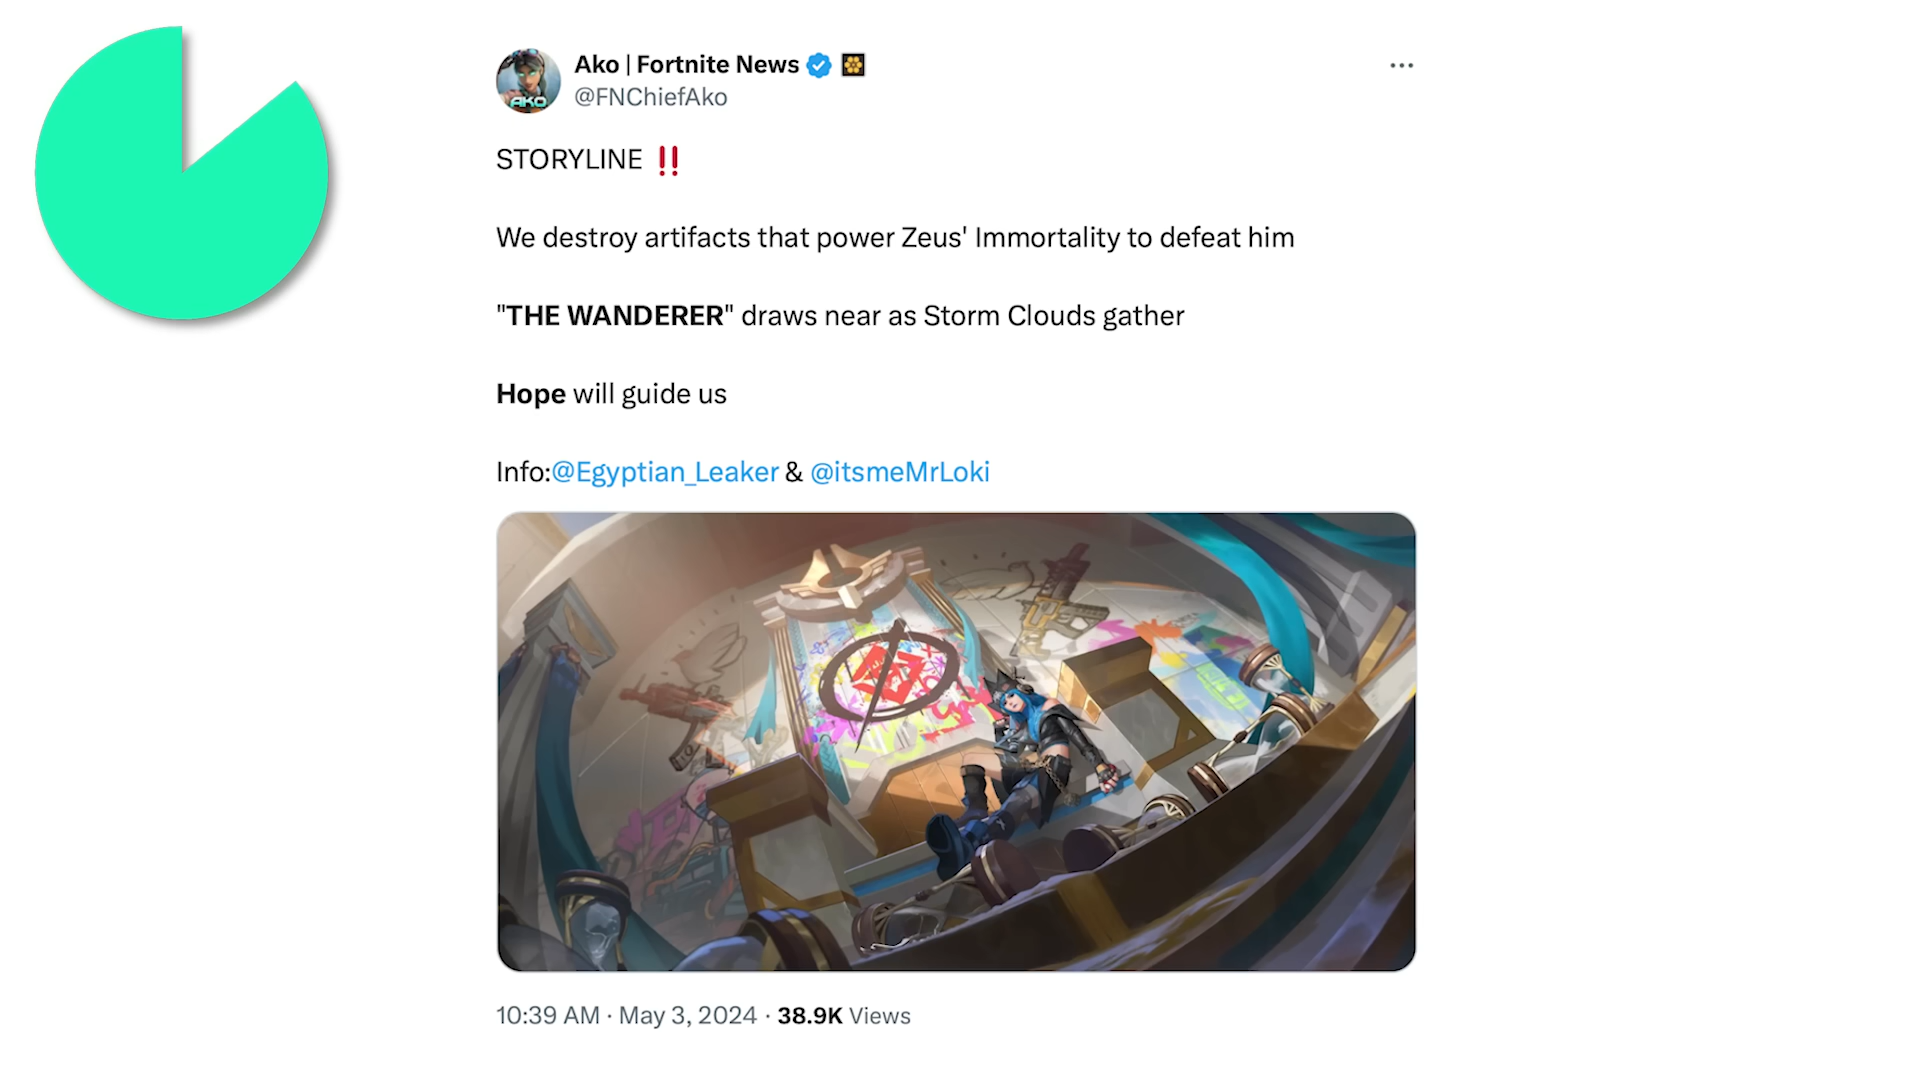 Ako | Fortnite News
@FNChiefAko
STORYLINE ‼️
We destroy artifacts that power Zeus' Immortality to defeat him
"THE WANDERER" draws near as Storm Clouds gather
Hope will guide us
Info:@Egyptian_Leaker & @itsmeMrLoki
10:39 AM · May 3, 2024 · 38.9K Views
AKO